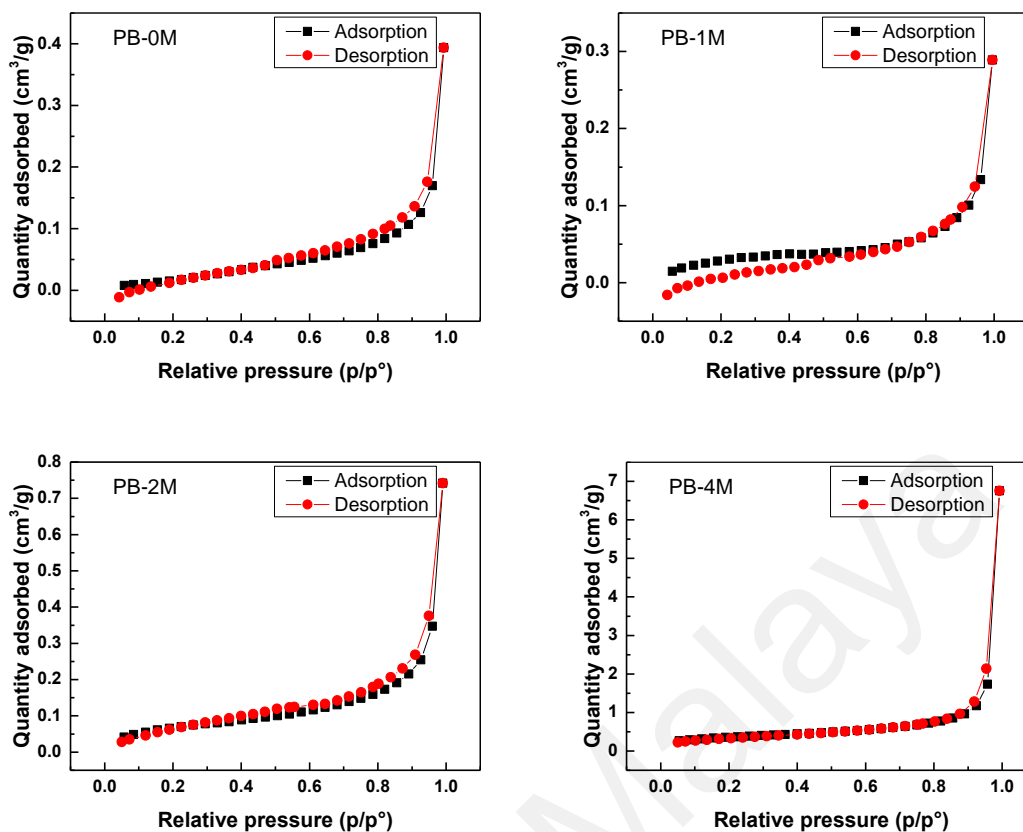 PB-0M
Adsorption
Desorption
Quantity adsorbed (cm³/g)
0.4
0.3
0.2
0.1
0.0
0.0 0.2 0.4 0.6 0.8 1.0
Relative pressure (p/p°)
PB-1M
Adsorption
Desorption
Quantity adsorbed (cm³/g)
0.3
0.2
0.1
0.0
0.0 0.2 0.4 0.6 0.8 1.0
Relative pressure (p/p°)
PB-2M
Adsorption
Desorption
Quantity adsorbed (cm³/g)
0.8
0.7
0.6
0.5
0.4
0.3
0.2
0.1
0.0
0.0 0.2 0.4 0.6 0.8 1.0
Relative pressure (p/p°)
PB-4M
Adsorption
Desorption
Quantity adsorbed (cm³/g)
7
6
5
4
3
2
1
0
0.0 0.2 0.4 0.6 0.8 1.0
Relative pressure (p/p°)
Malaya